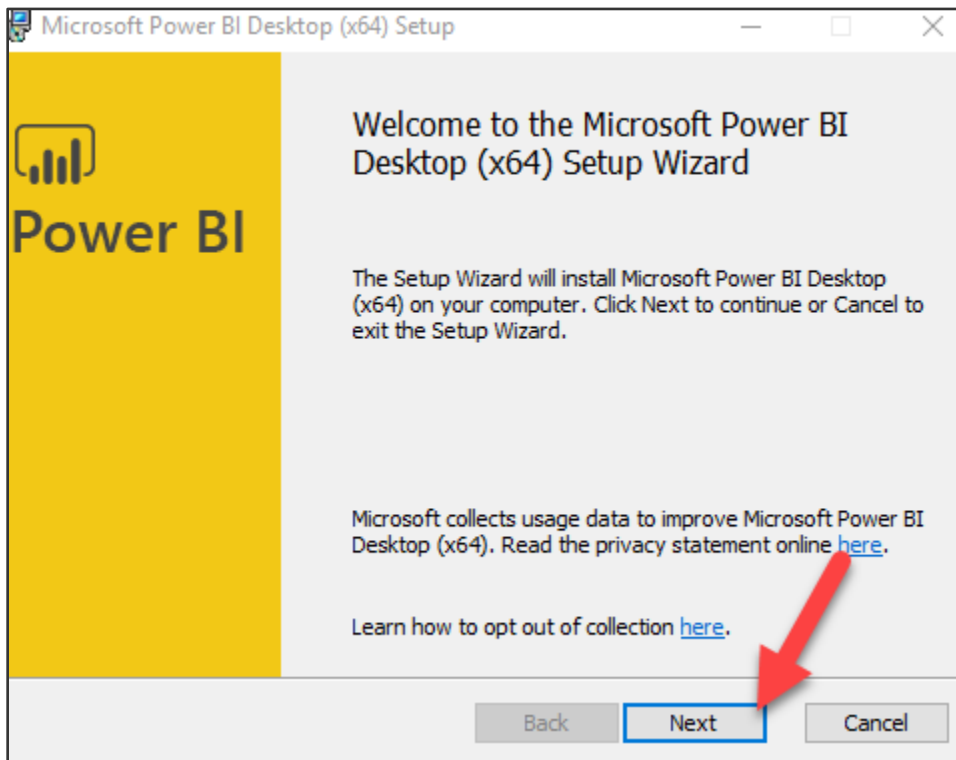 Microsoft Power BI Desktop (x64) Setup
Power BI
Welcome to the Microsoft Power BI
Desktop (x64) Setup Wizard
The Setup Wizard will install Microsoft Power BI Desktop
(x64) on your computer. Click Next to continue or Cancel to
exit the Setup Wizard.
Microsoft collects usage data to improve Microsoft Power BI
Desktop (x64). Read the privacy statement online here.
Learn how to opt out of collection here.
Back
Next
Cancel